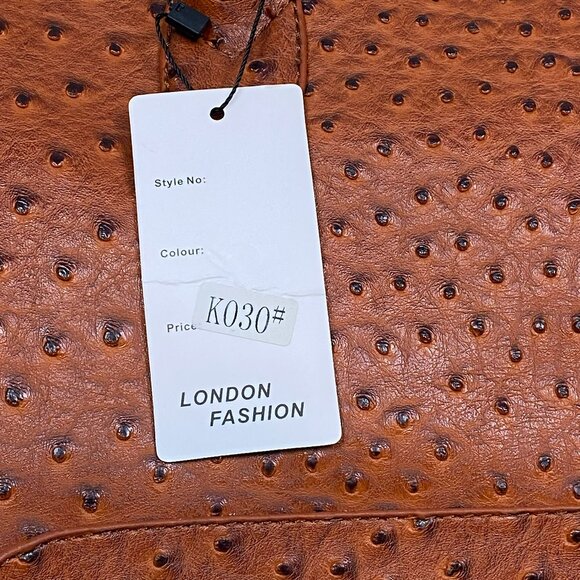 Style No:
Colour:
Price
K030#
LONDON
FASHION